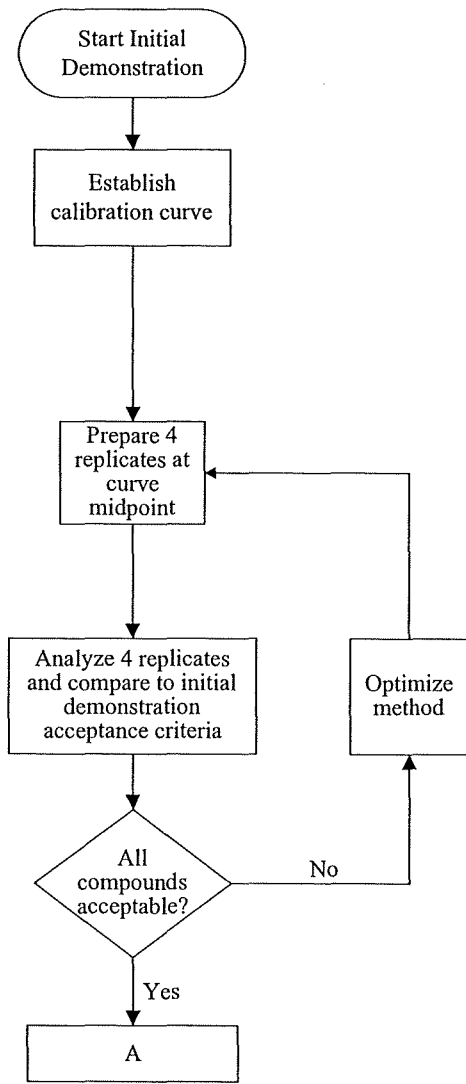 Start Initial
Demonstration
Establish
calibration curve
Prepare 4
replicates at
curve
midpoint
Analyze 4 replicates
and compare to initial
demonstration
acceptance criteria
Optimize
method
All
compounds
acceptable?
No
Yes
A